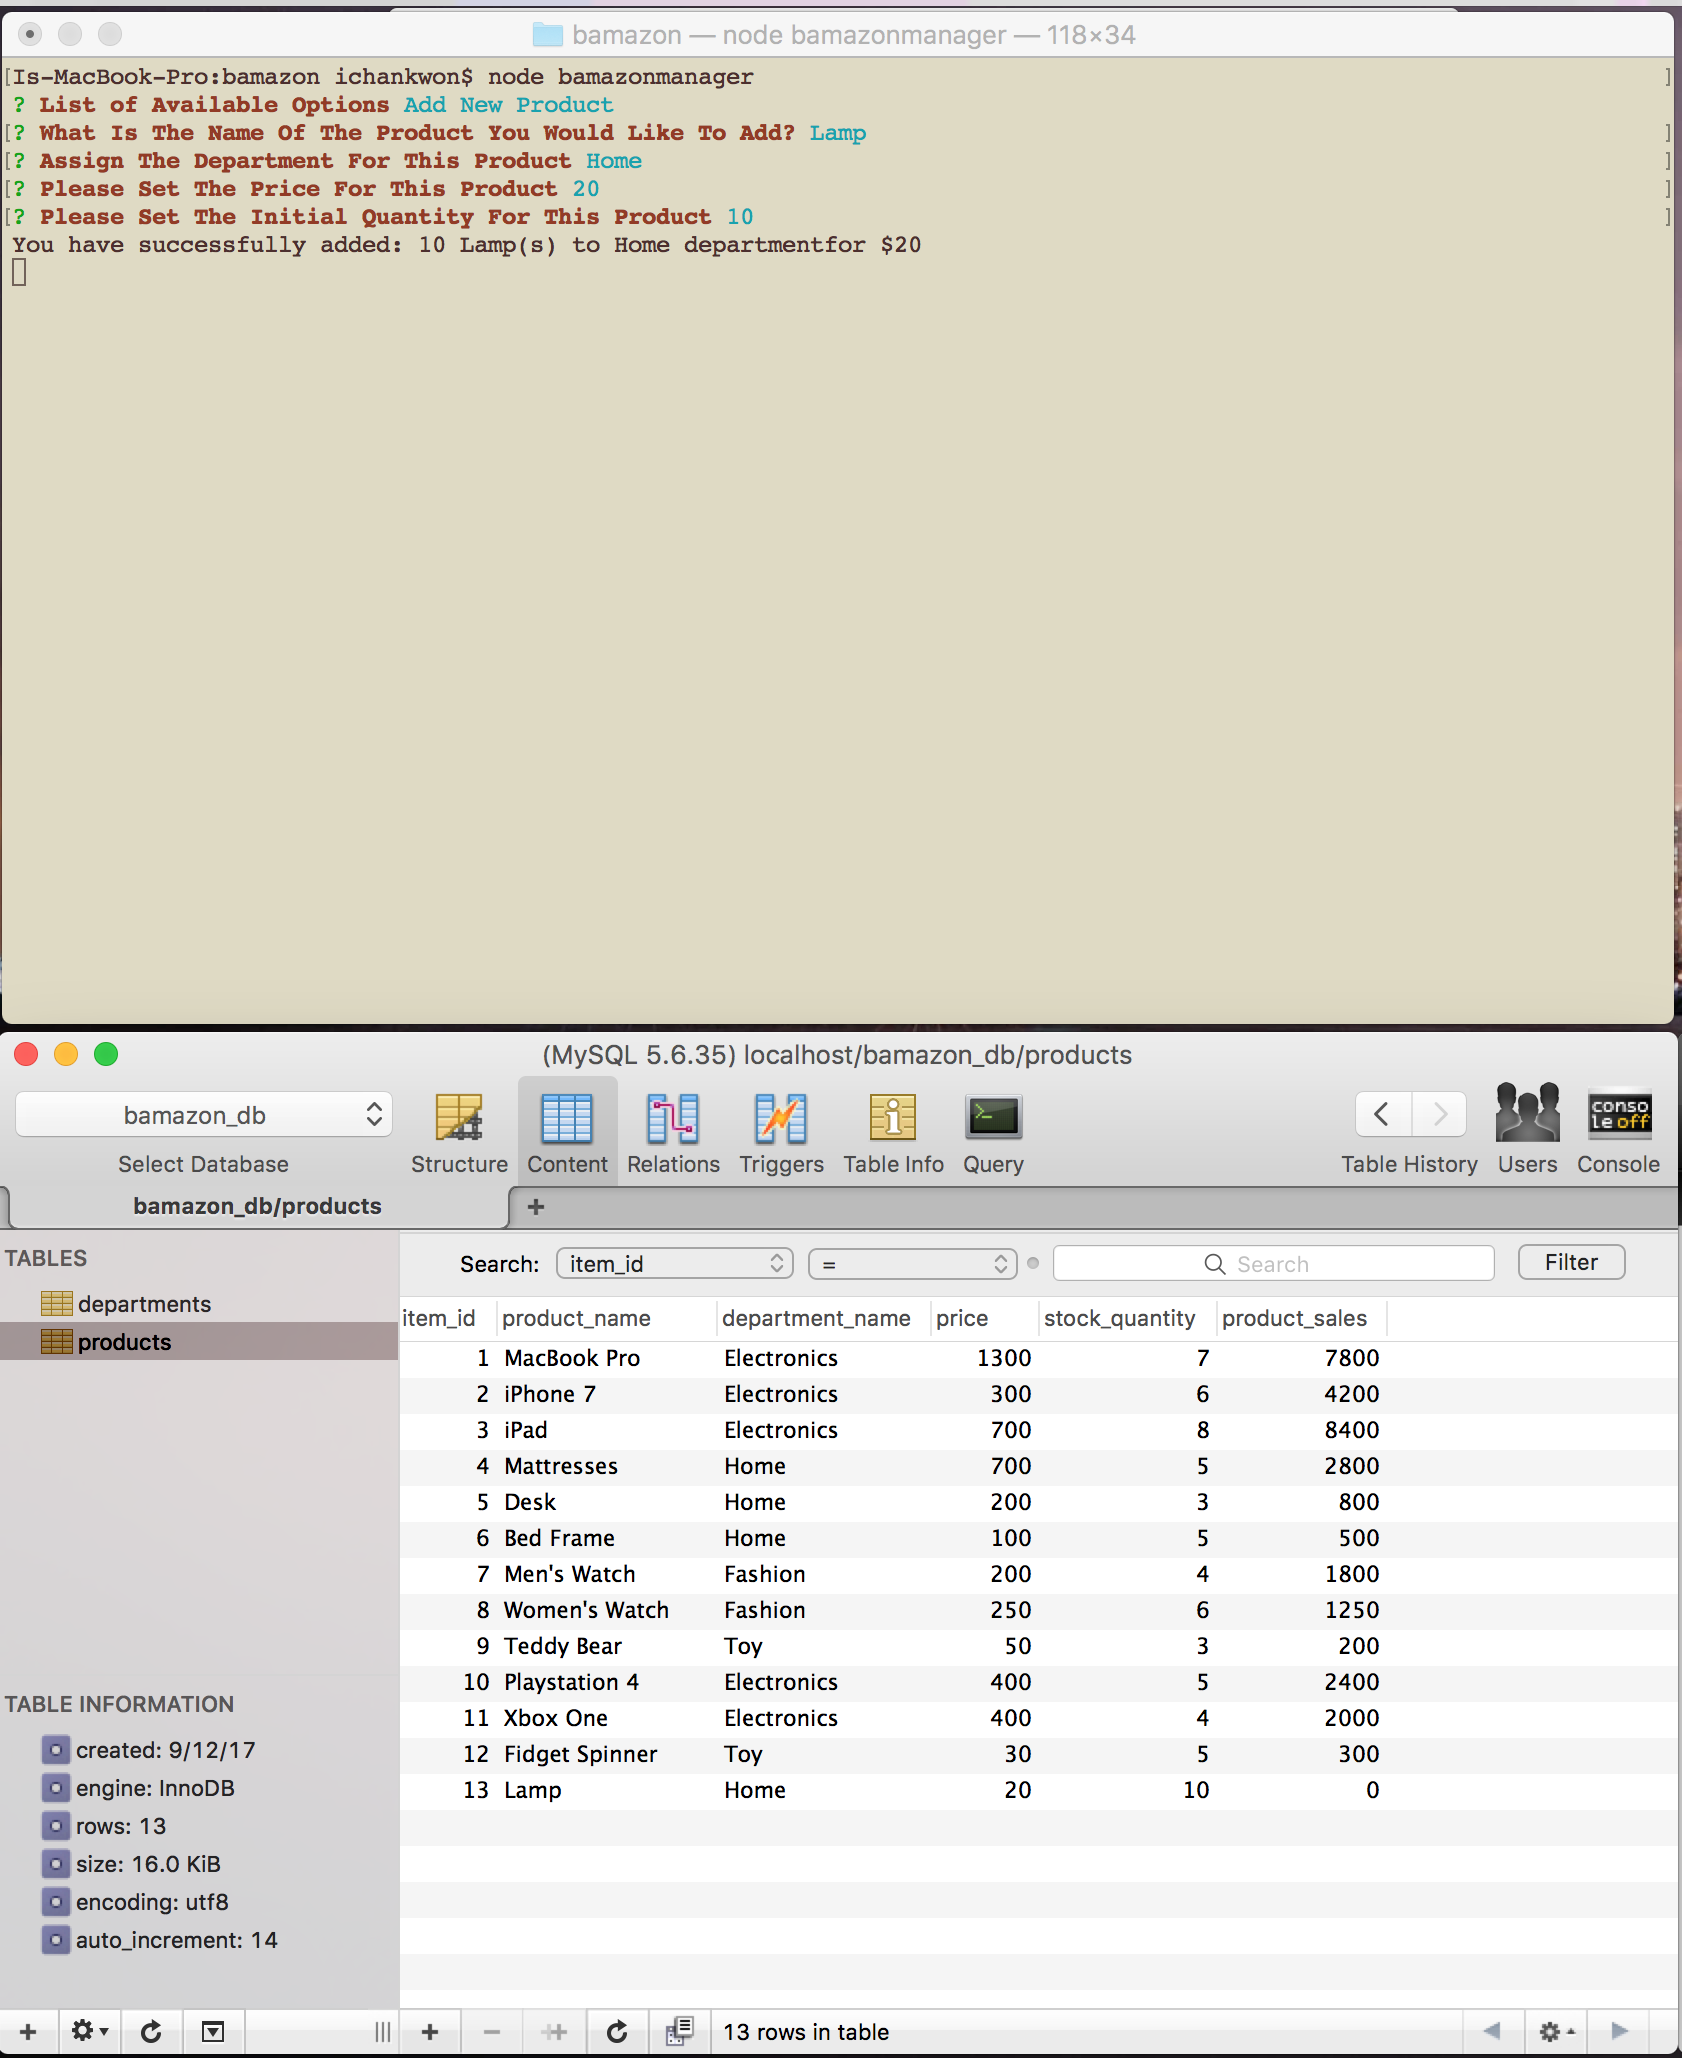 bamazon — node bamazonmanager — 118×34
[Is-MacBook-Pro:bamazon ichankwon$ node bamazonmanager ]
? List of Available Options Add New Product
[? What Is The Name Of The Product You Would Like To Add? Lamp ]
[? Assign The Department For This Product Home ]
[? Please Set The Price For This Product 20 ]
[? Please Set The Initial Quantity For This Product 10 ]
You have successfully added: 10 Lamp(s) to Home departmentfor $20
(MySQL 5.6.35) localhost/bamazon_db/products
bamazon_db
conso
le off
Select Database Structure Content Relations Triggers Table Info Query Table History Users Console
bamazon_db/products +
TABLES
departments
products
Search: item_id = Search Filter
item_id product_name department_name price stock_quantity product_sales
1 MacBook Pro Electronics 1300 7 7800
2 iPhone 7 Electronics 300 6 4200
3 iPad Electronics 700 8 8400
4 Mattresses Home 700 5 2800
5 Desk Home 200 3 800
6 Bed Frame Home 100 5 500
7 Men's Watch Fashion 200 4 1800
8 Women's Watch Fashion 250 6 1250
9 Teddy Bear Toy 50 3 200
10 Playstation 4 Electronics 400 5 2400
11 Xbox One Electronics 400 4 2000
12 Fidget Spinner Toy 30 5 300
13 Lamp Home 20 10 0
TABLE INFORMATION
created: 9/12/17
engine: InnoDB
rows: 13
size: 16.0 KiB
encoding: utf8
auto_increment: 14
13 rows in table